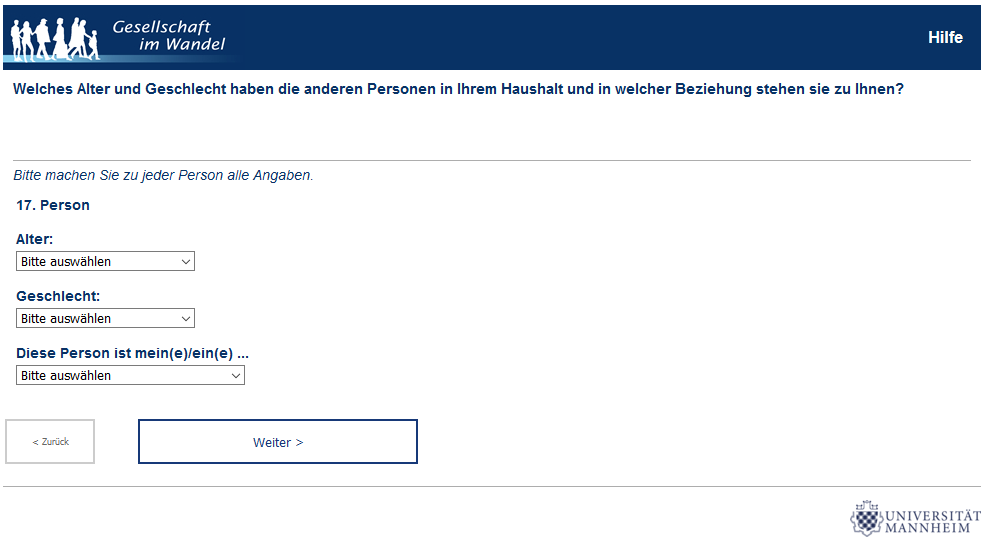 Gesellschaft
im Wandel
Hilfe
Welches Alter und Geschlecht haben die anderen Personen in Ihrem Haushalt und in welcher Beziehung stehen sie zu Ihnen?
Bitte machen Sie zu jeder Person alle Angaben.
17. Person
Alter:
Bitte auswählen
Geschlecht:
Bitte auswählen
Diese Person ist mein(e)/ein(e) ...
Bitte auswählen
< Zurück
Weiter >
UNIVERSITÄT
MANNHEIM